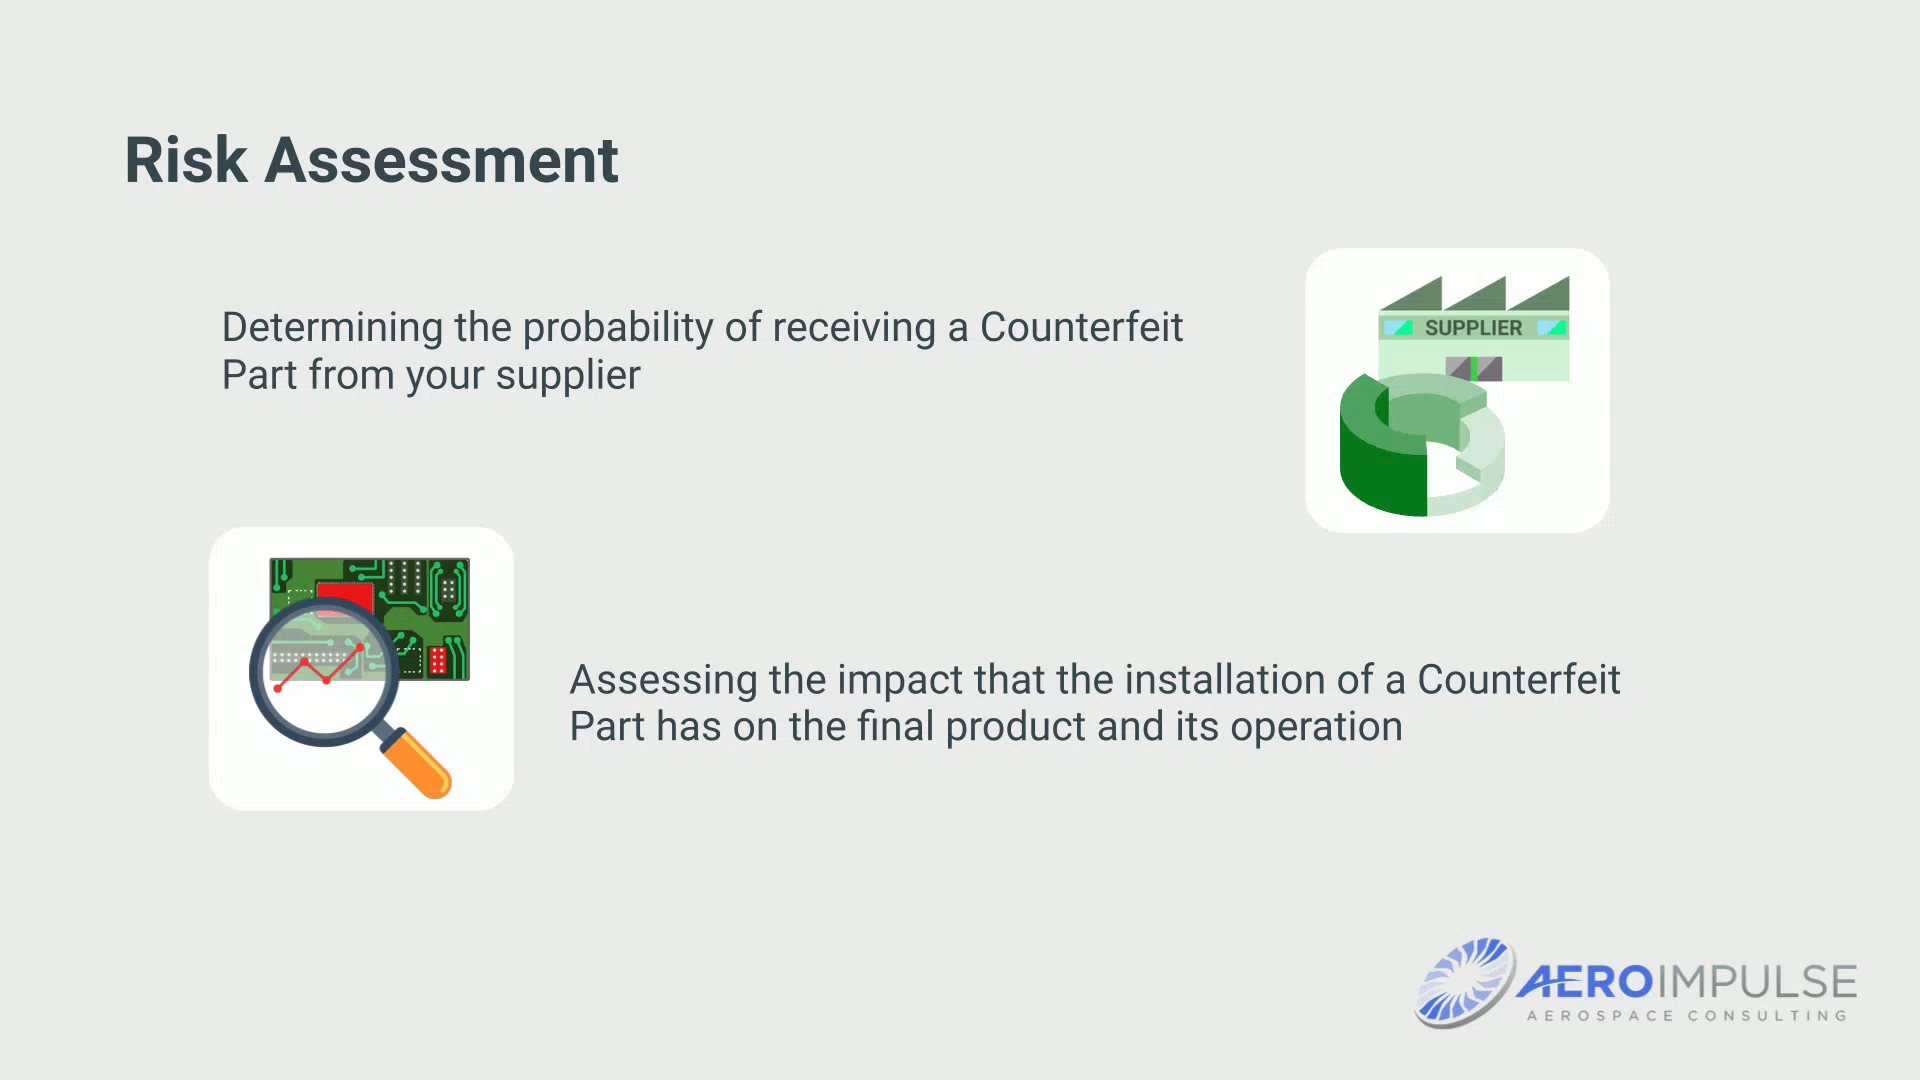 Risk Assessment
Determining the probability of receiving a Counterfeit
Part from your supplier
SUPPLIER
Assessing the impact that the installation of a Counterfeit
Part has on the final product and its operation
AEROIMPULSE
AEROSPACE CONSULTING